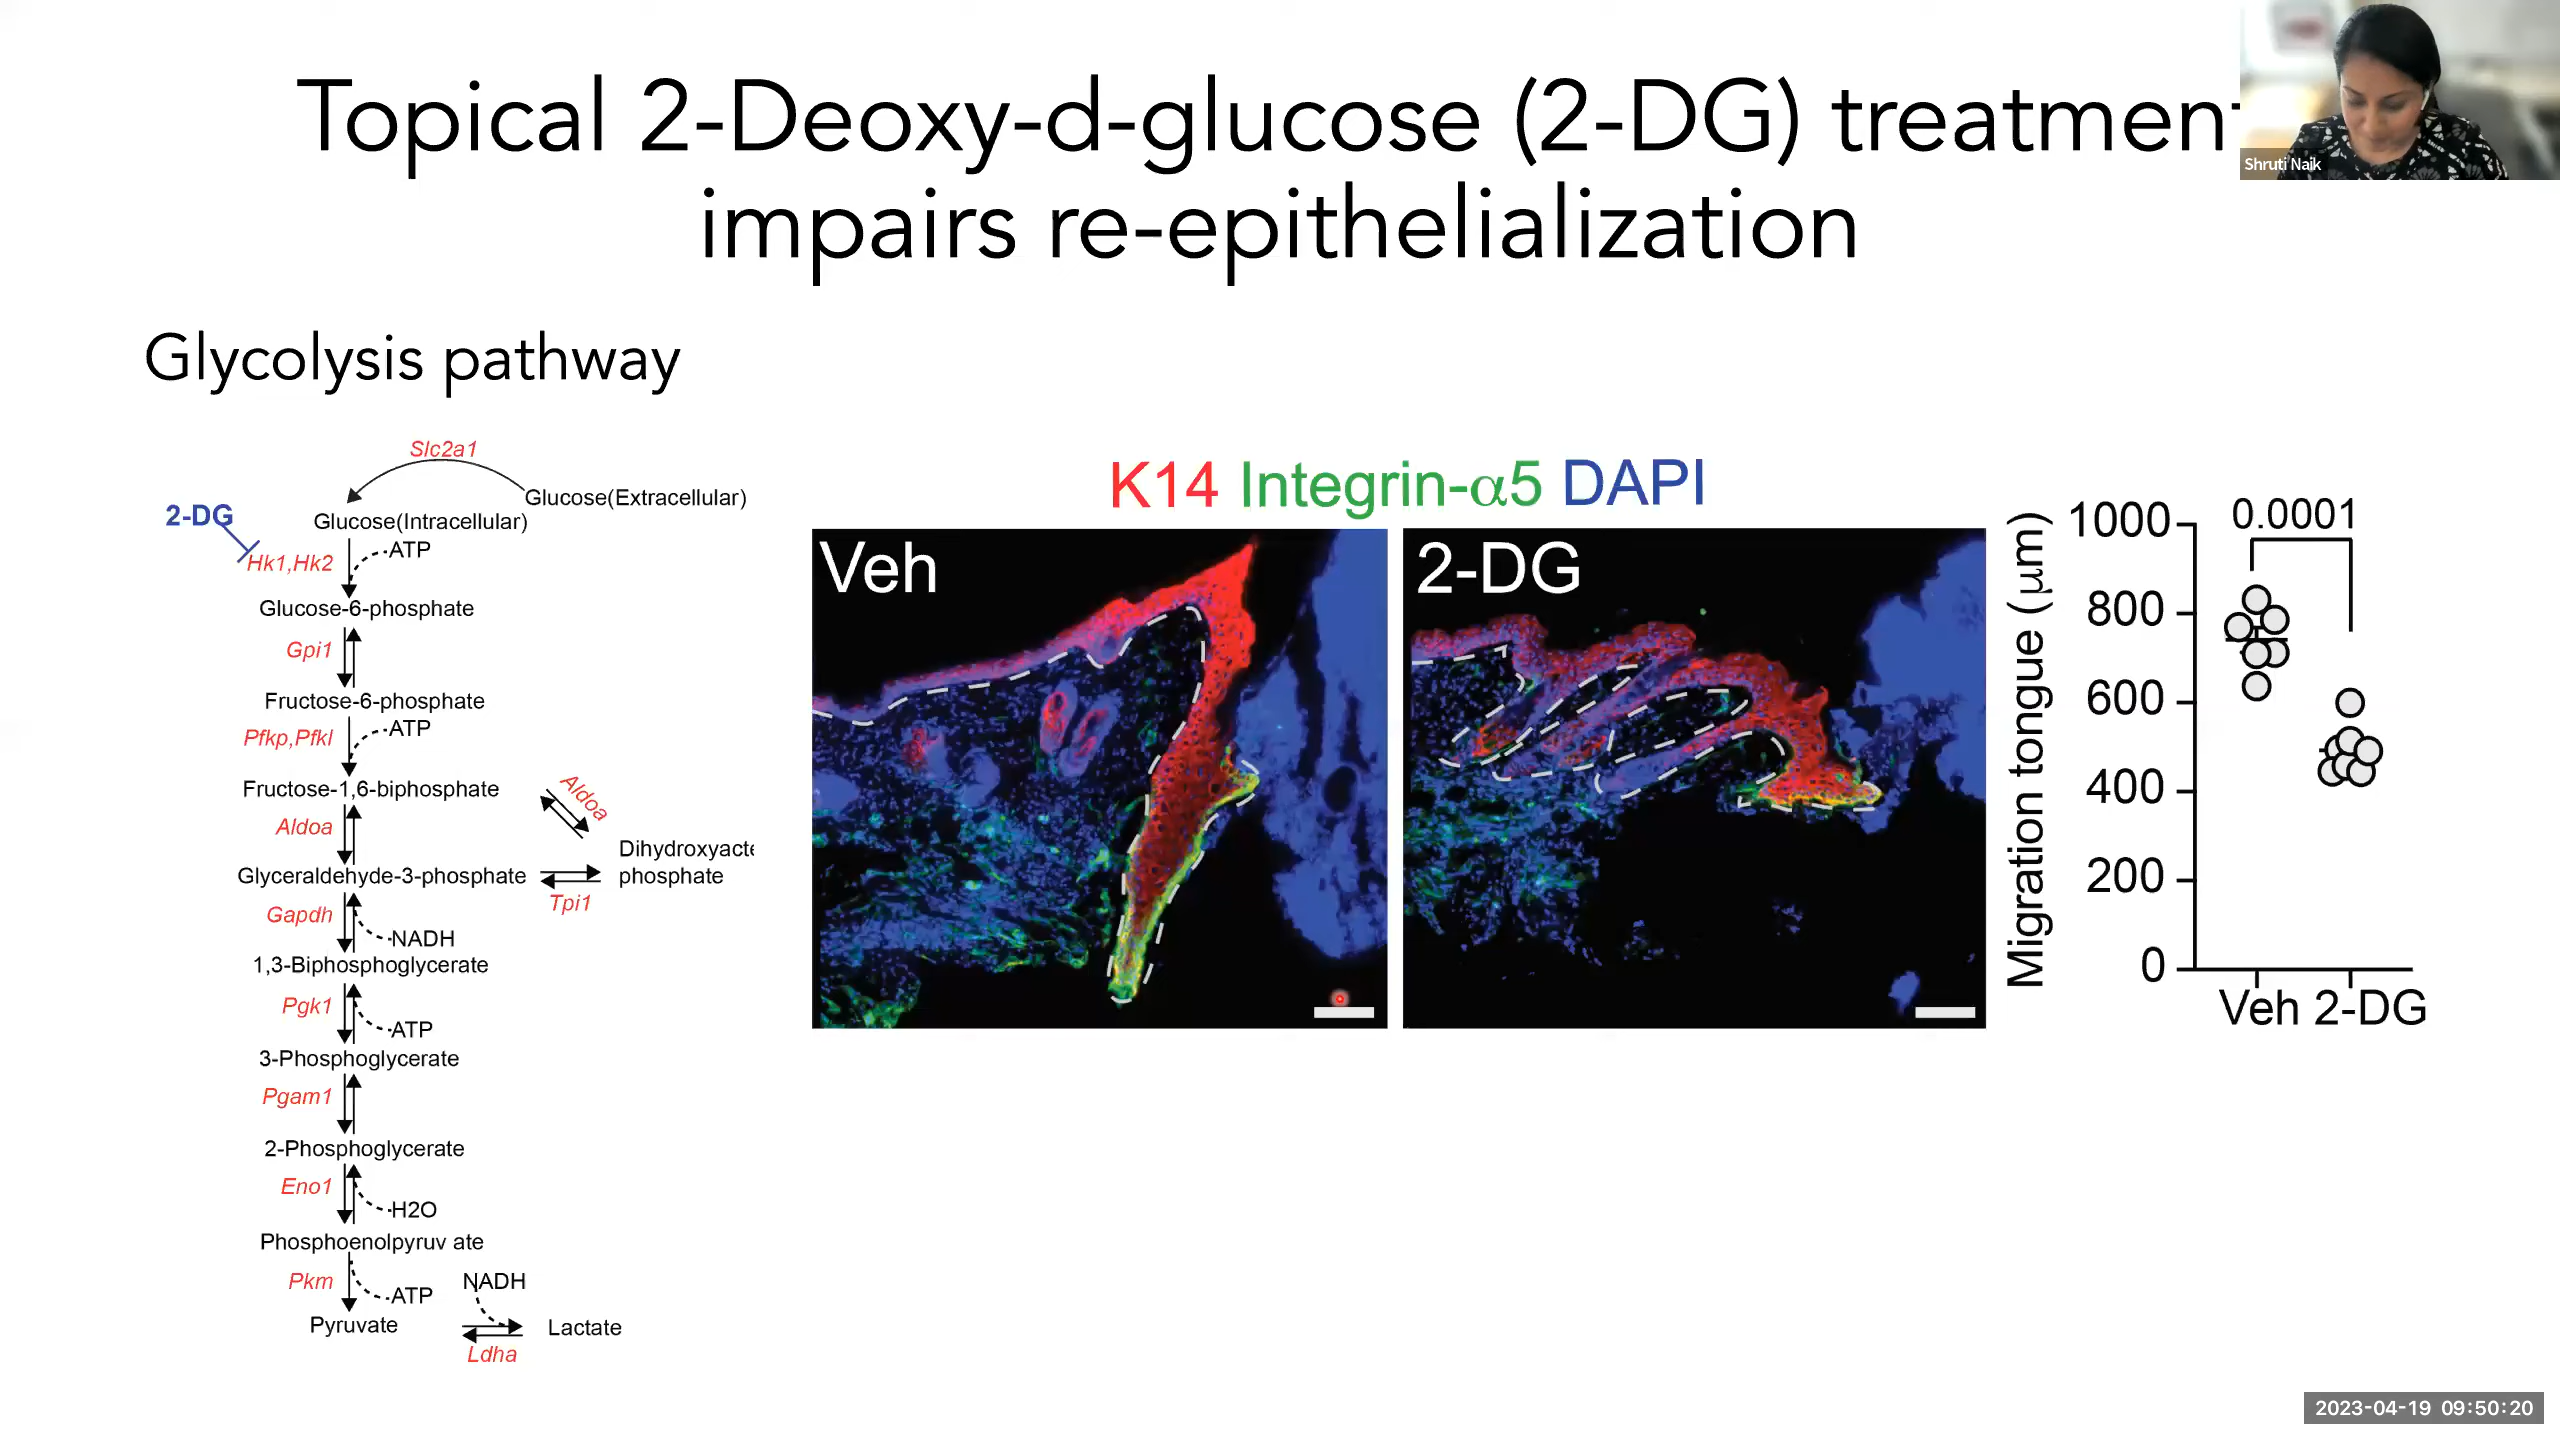 Topical 2-Deoxy-d-glucose (2-DG) treatment
impairs re-epithelialization
Shruti Naik
Glycolysis pathway
Slc2a1
Glucose(Extracellular)
2-DG
Glucose(Intracellular)
ATP
Hk1,Hk2
Glucose-6-phosphate
Gpi1
Fructose-6-phosphate
ATP
Pfkp,Pfkl
Fructose-1,6-biphosphate
Aldoa
Aldoa
Dihydroxyact
phosphate
Glyceraldehyde-3-phosphate
Tpi1
Gapdh
NADH
1,3-Biphosphoglycerate
Pgk1
ATP
3-Phosphoglycerate
Pgam1
2-Phosphoglycerate
Eno1
H2O
Phosphoenolpyruv ate
Pkm
ATP
NADH
Pyruvate
Lactate
Ldha
K14 Integrin-α5 DAPI
Veh
2-DG
Migration tongue (μm)
1000
800
600
400
200
0
0.0001
Veh 2-DG
2023-04-19 09:50:20